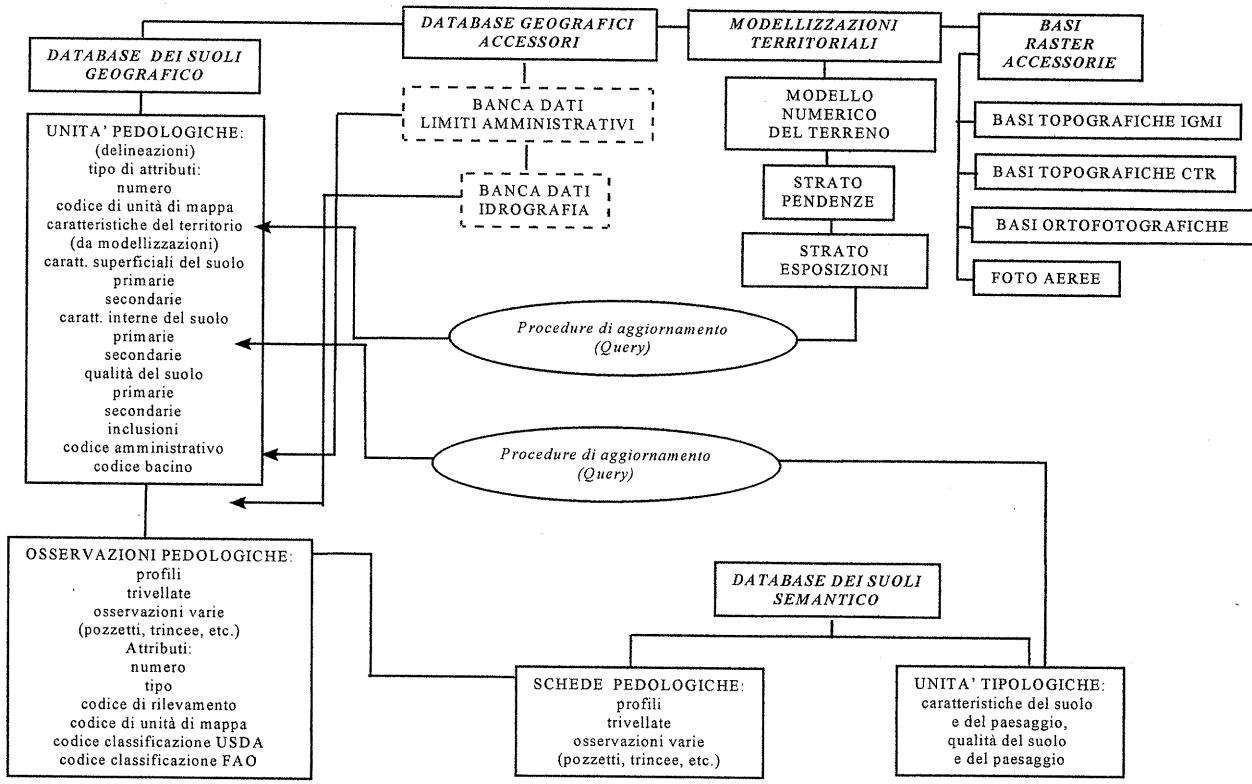 DATABASE DEI SUOLI
GEOGRAFICO
DATABASE GEOGRAFICI
ACCESSORI
MODELLIZZAZIONI
TERRITORIALI
BASI
RASTER
ACCESSORIE
UNITA' PEDOLOGICHE:
(delineazioni)
tipo di attributi:
numero
codice di unità di mappa
caratteristiche del territorio
(da modellizzazioni)
caratt. superficiali del suolo
primarie
secondarie
caratt. interne del suolo
primarie
secondarie
qualità del suolo
primarie
secondarie
inclusioni
codice amministrativo
codice bacino
BANCA DATI
LIMITI AMMINISTRATIVI
BANCA DATI
IDROGRAFIA
MODELLO
NUMERICO
DEL TERRENO
STRATO
PENDENZE
STRATO
ESPOSIZIONI
BASI TOPOGRAFICHE IGMI
BASI TOPOGRAFICHE CTR
BASI ORTOFOTOGRAFICHE
FOTO AEREE
Procedure di aggiornamento
(Query)
Procedure di aggiornamento
(Query)
OSSERVAZIONI PEDOLOGICHE:
profili
trivellate
osservazioni varie
(pozzetti, trincee, etc.)
Attributi:
numero
tipo
codice di rilevamento
codice di unità di mappa
codice classificazione USDA
codice classificazione FAO
DATABASE DEI SUOLI
SEMANTICO
SCHEDE PEDOLOGICHE:
profili
trivellate
osservazioni varie
(pozzetti, trincee, etc.)
UNITA' TIPOLOGICHE:
caratteristiche del suolo
e del paesaggio,
qualità del suolo
e del paesaggio